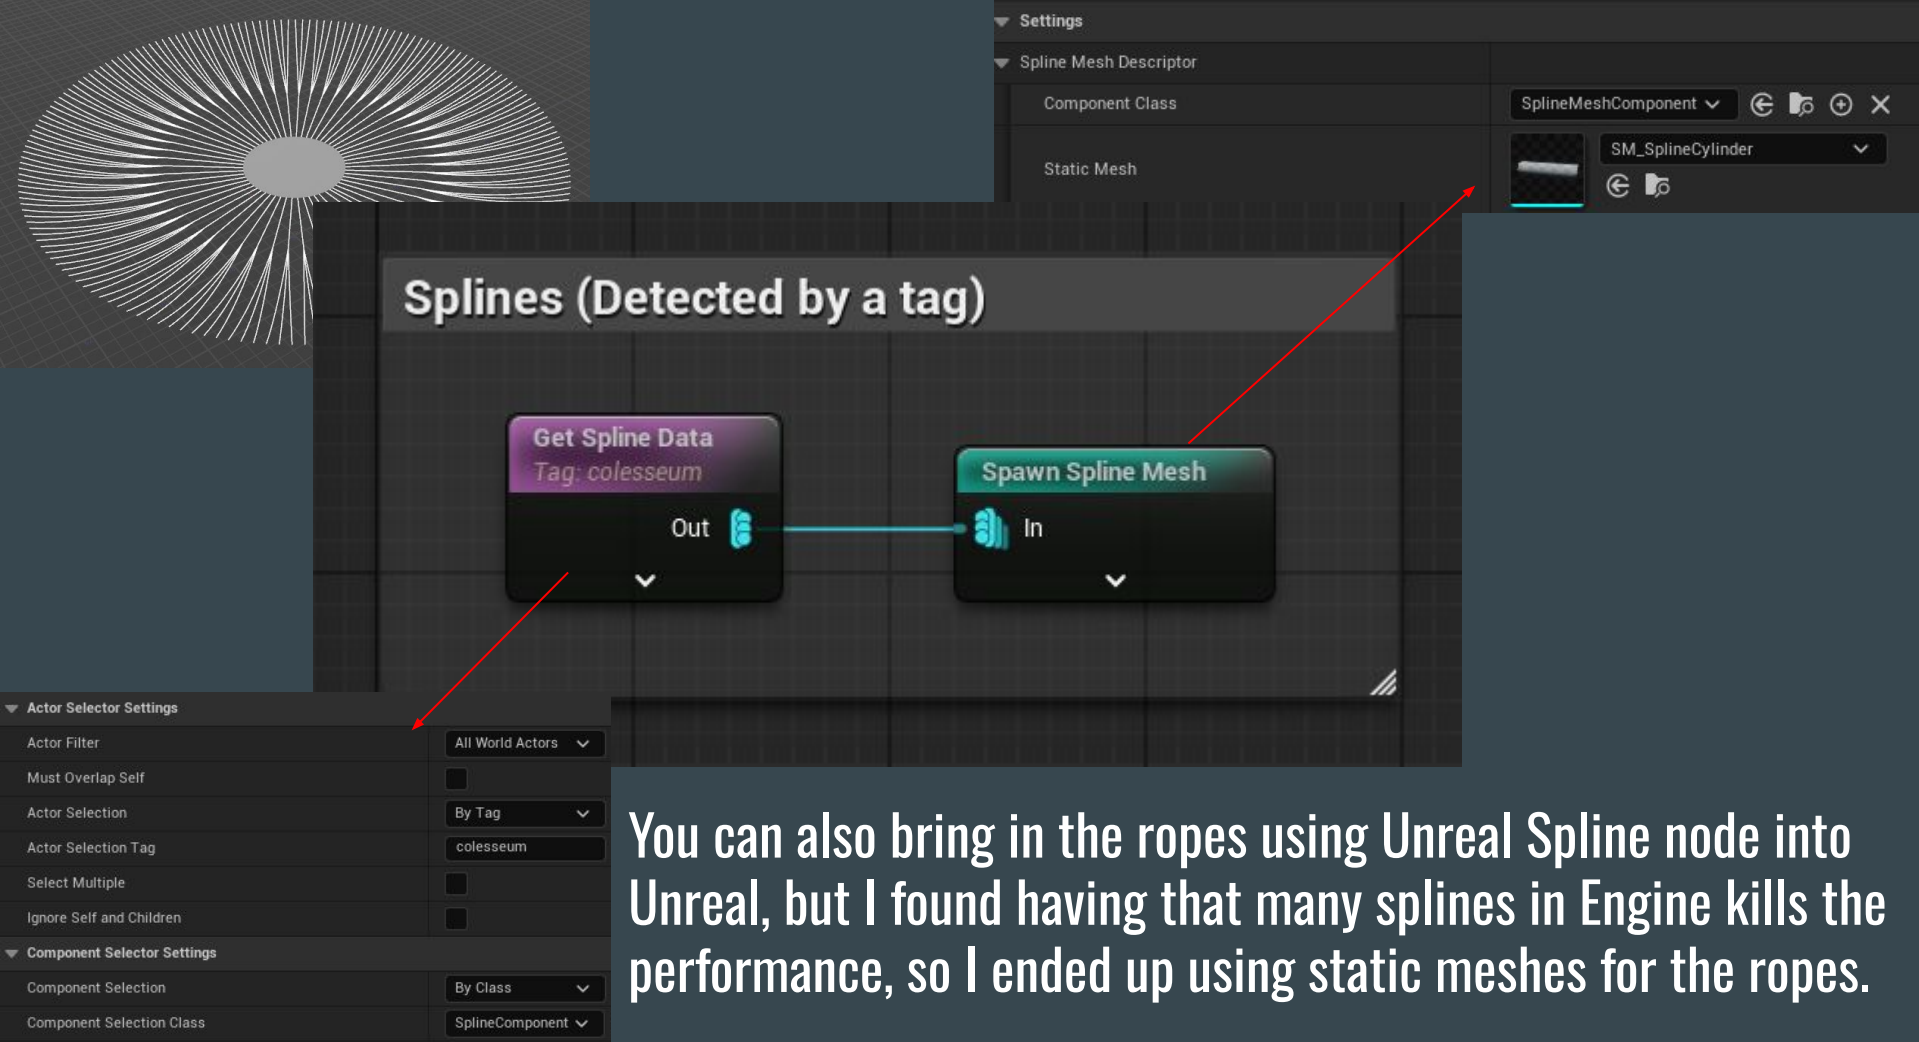 Settings
Spline Mesh Descriptor
Component Class
SplineMeshComponent
Static Mesh
SM_SplineCylinder
Splines (Detected by a tag)
Get Spline Data
Tag: colesseum
Out
Spawn Spline Mesh
In
Actor Selector Settings
Actor Filter
All World Actors
Must Overlap Self
Actor Selection
By Tag
Actor Selection Tag
colesseum
Select Multiple
Ignore Self and Children
Component Selector Settings
Component Selection
By Class
Component Selection Class
SplineComponent
You can also bring in the ropes using Unreal Spline node into
Unreal, but I found having that many splines in Engine kills the
performance, so I ended up using static meshes for the ropes.